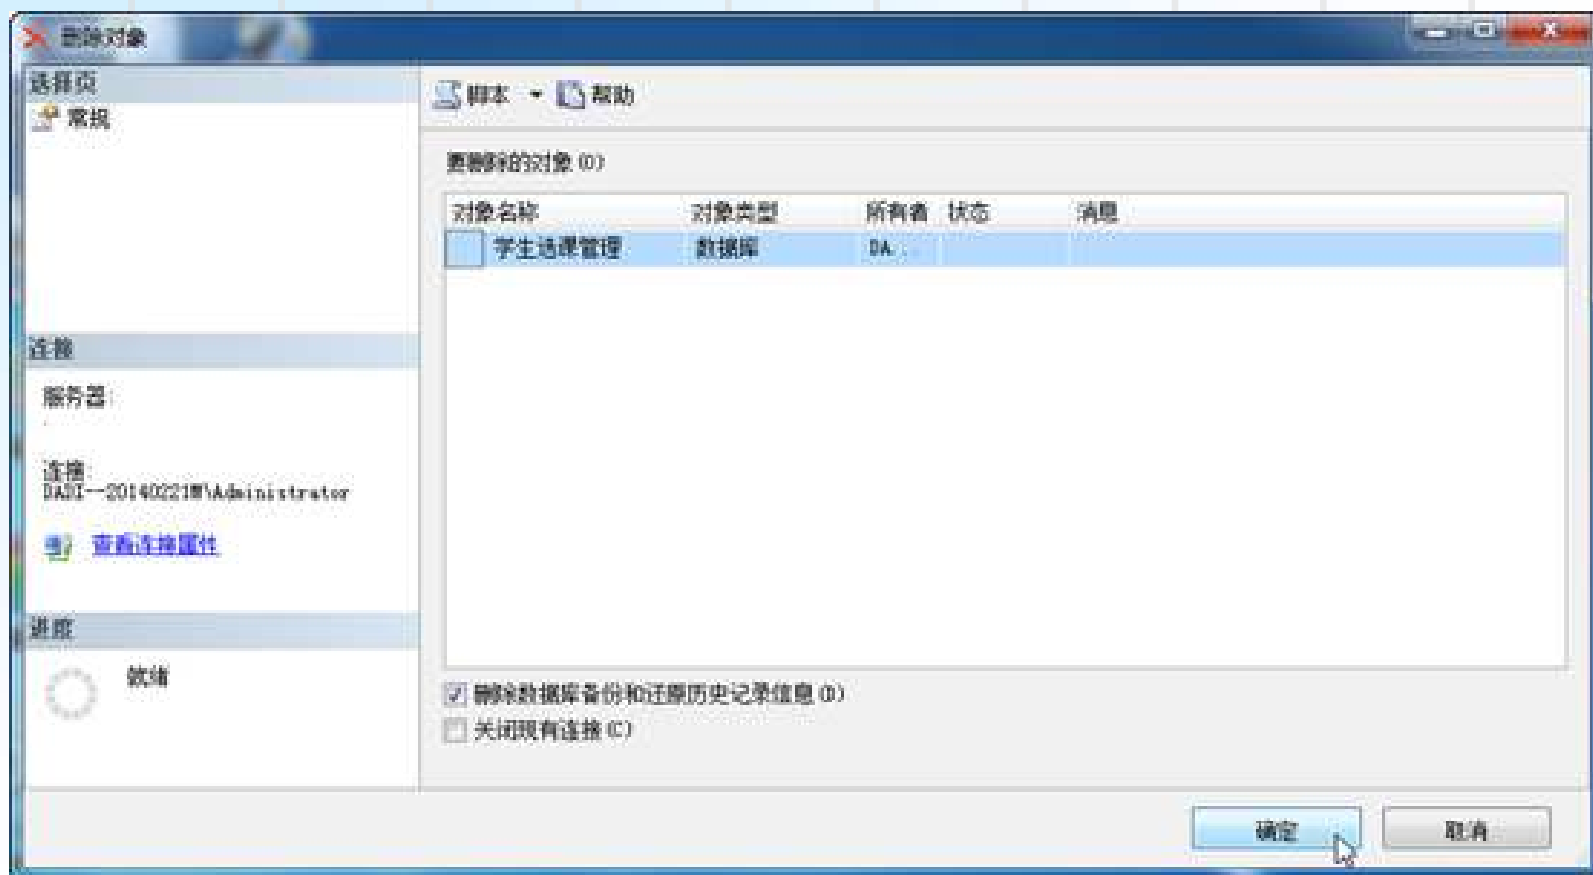 删除对象
选择页
常规
脚本 帮助
要删除的对象(O)
对象名称 对象类型 所有者 状态 消息
学生选课管理 数据库 DA...
连接
服务器:
.
连接:
DADI--20140221W\Administrator
查看连接属性
进度
就绪
删除数据库备份和还原历史记录信息(D)
关闭现有连接(C)
确定 取消